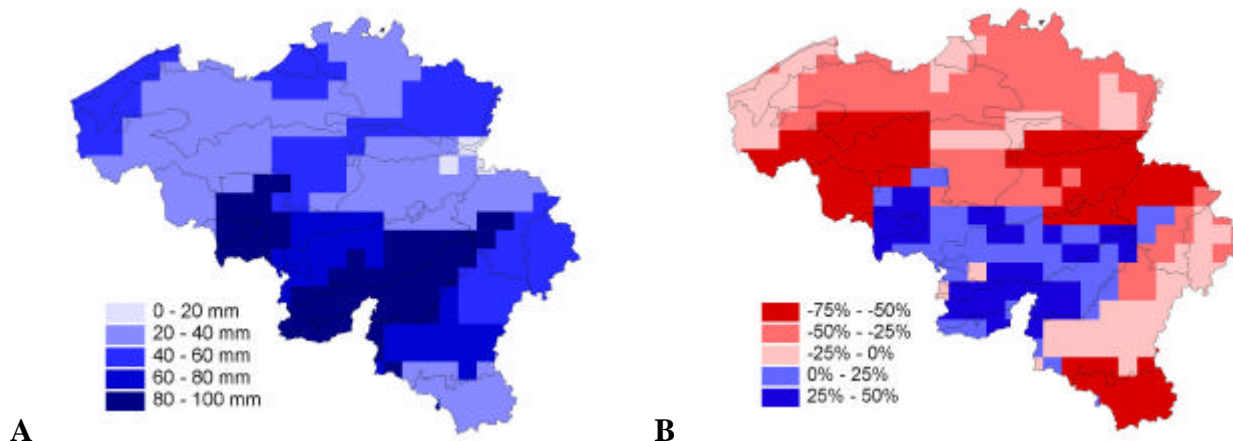 0 - 20 mm
20 - 40 mm
40 - 60 mm
60 - 80 mm
80 - 100 mm
A
-75% - -50%
-50% - -25%
-25% - 0%
0% - 25%
25% - 50%
B